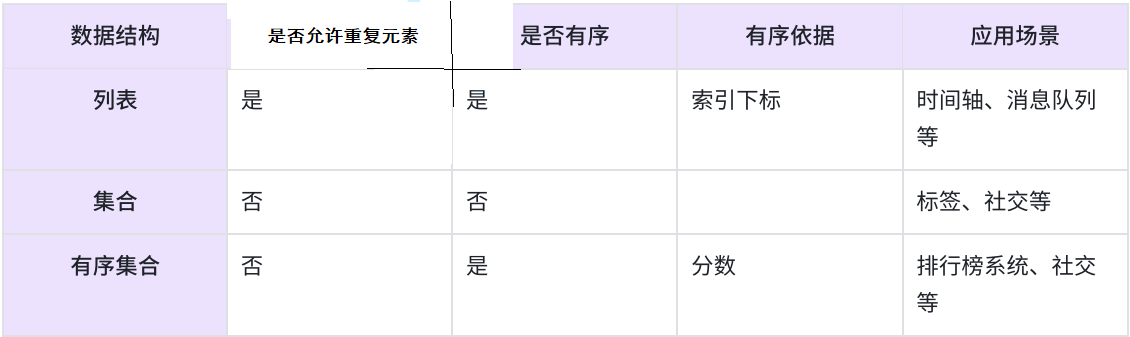 数据结构 是否允许重复元素 是否有序 有序依据 应用场景
列表 是 是 索引下标 时间轴、消息队列
等
集合 否 否 标签、社交等
有序集合 否 是 分数 排行榜系统、社交
等